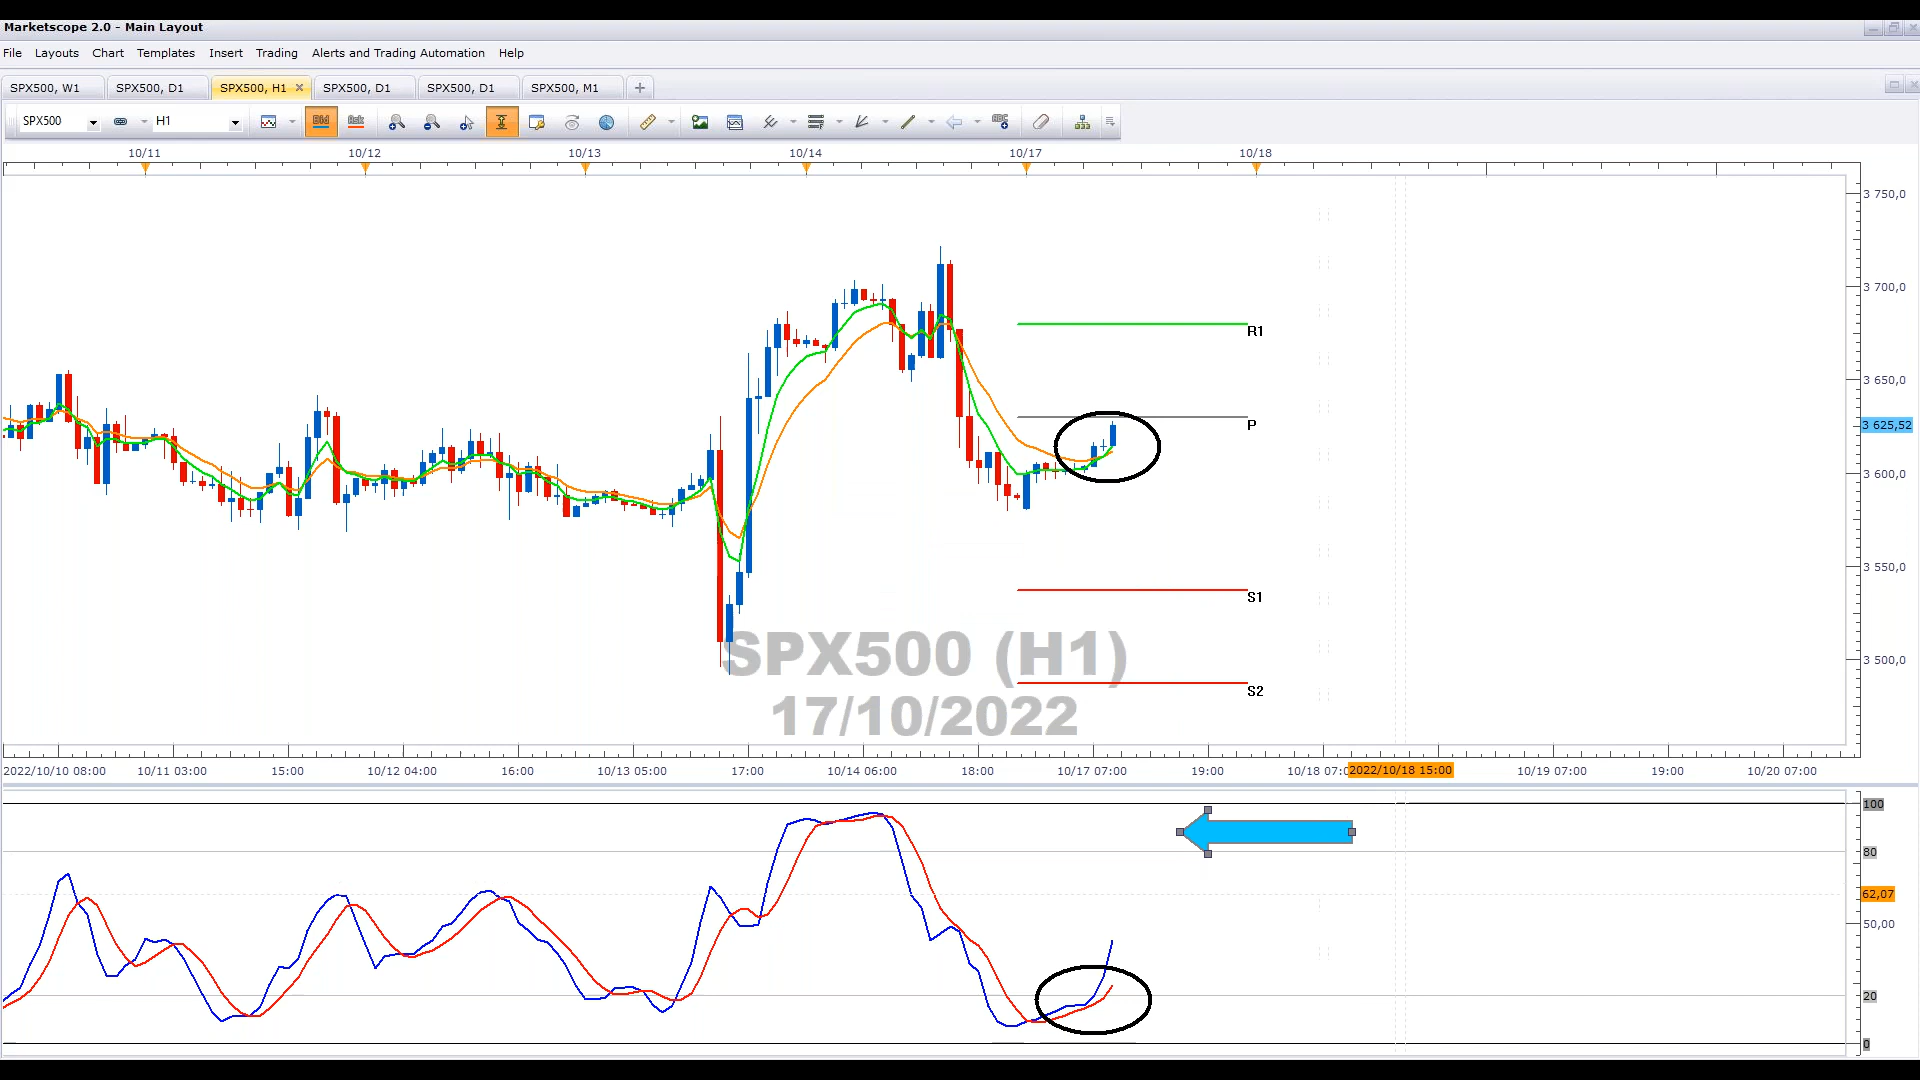 Marketscope 2.0 - Main Layout
File Layouts Chart Templates Insert Trading Alerts and Trading Automation Help
SPX500, W1 SPX500, D1 SPX500, H1 SPX500, D1 SPX500, D1 SPX500, M1
SPX500 H1 Bid Ask
10/11 10/12 10/13 10/14 10/17 10/18
3 750,0
3 700,0
R1
3 650,0
P
3 625,52
3 600,0
3 550,0
S1
SPX500 (H1)
3 500,0
S2
17/10/2022
2022/10/10 08:00 10/11 03:00 15:00 10/12 04:00 16:00 10/13 05:00 17:00 10/14 06:00 18:00 10/17 07:00 19:00 10/18 07:0 2022/10/18 15:00 10/19 07:00 19:00 10/20 07:00
100
80
62,07
50,00
20
0